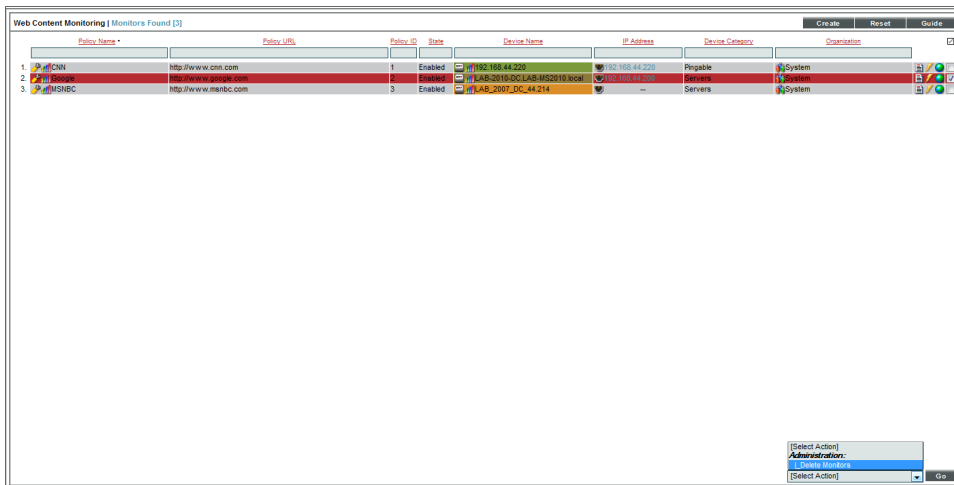 Web Content Monitoring | Monitors Found [3]
Create Reset Guide
Policy Name • Policy URL Policy ID State Device Name IP Address Device Category Organization
1. CNN http://www.cnn.com 1 Enabled 192.168.44.220 192.168.44.220 Pingable System
2. Google http://www.google.com 2 Enabled LAB-2010-DC.LAB-MS2010.local 192.168.44.200 Servers System
3. MSNBC http://www.msnbc.com 3 Enabled LAB_2007_DC_44.214 -- Servers System
[Select Action]
Administration:
|_Delete Monitors
[Select Action] Go